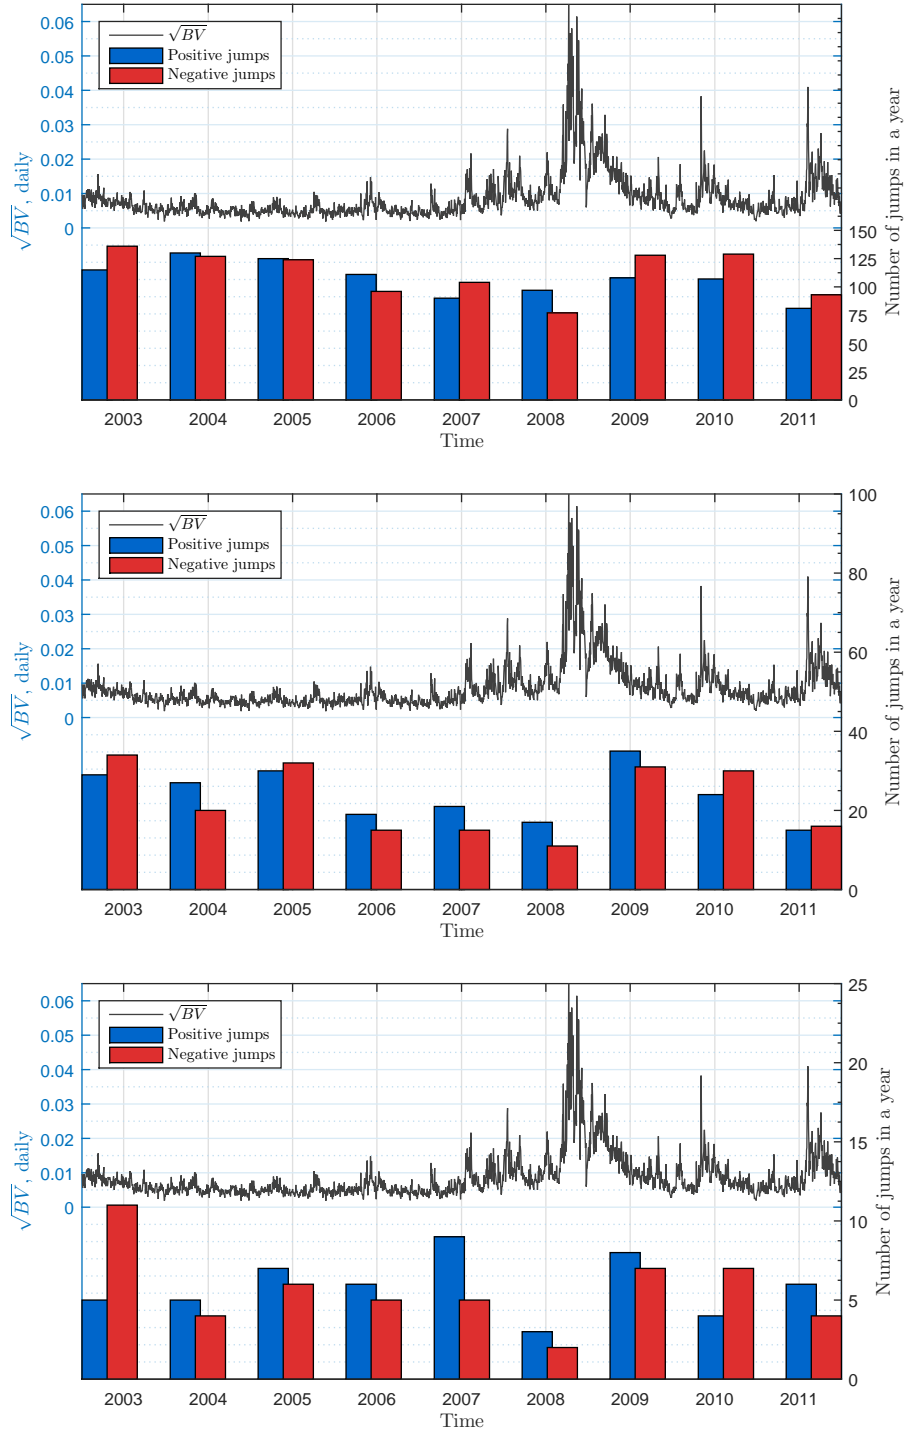 0.06
0.05
0.04
0.03
0.02
0.01
0
√BV, daily
√BV
Positive jumps
Negative jumps
150
125
100
75
50
25
0
Number of jumps in a year
2003 2004 2005 2006 2007 2008 2009 2010 2011
Time
0.06
0.05
0.04
0.03
0.02
0.01
0
√BV, daily
√BV
Positive jumps
Negative jumps
100
80
60
40
20
0
Number of jumps in a year
2003 2004 2005 2006 2007 2008 2009 2010 2011
Time
0.06
0.05
0.04
0.03
0.02
0.01
0
√BV, daily
√BV
Positive jumps
Negative jumps
25
20
15
10
5
0
Number of jumps in a year
2003 2004 2005 2006 2007 2008 2009 2010 2011
Time